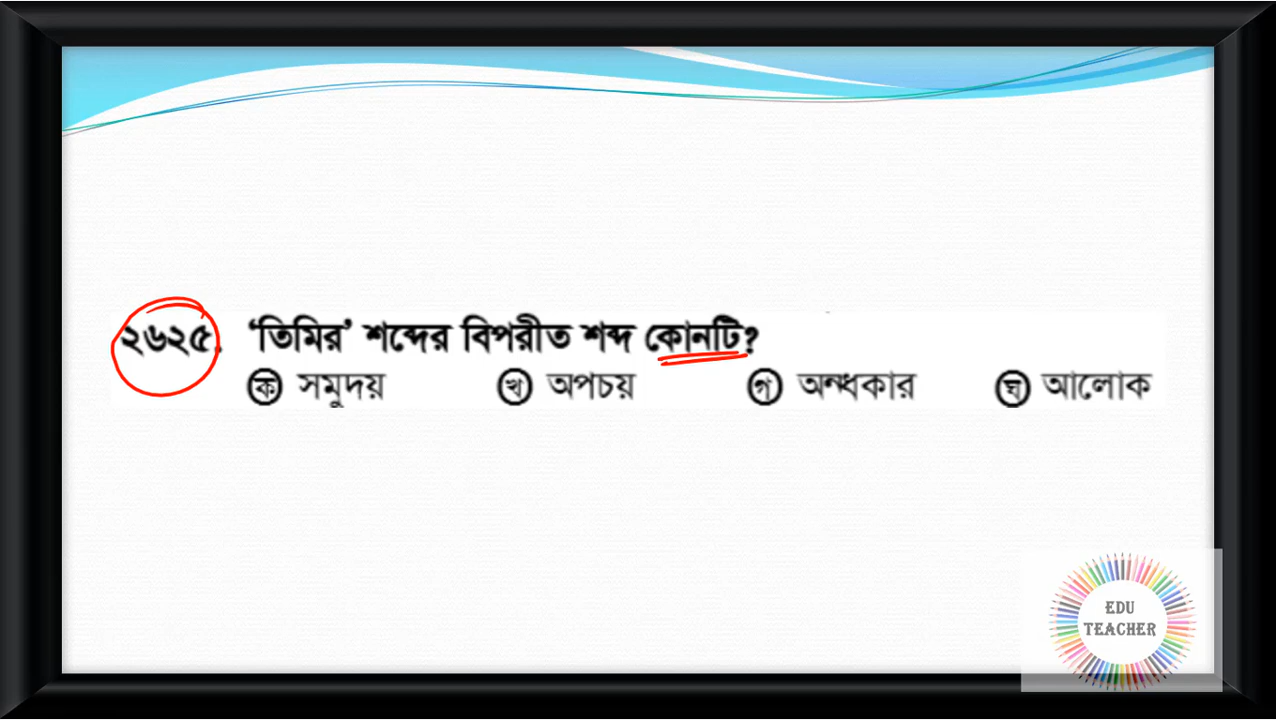 ২৬২৫. ‘তিমির’ শব্দের বিপরীত শব্দ কোনটি?
ক সমুদয় খ অপচয় গ অন্ধকার ঘ আলোক
EDU
TEACHER